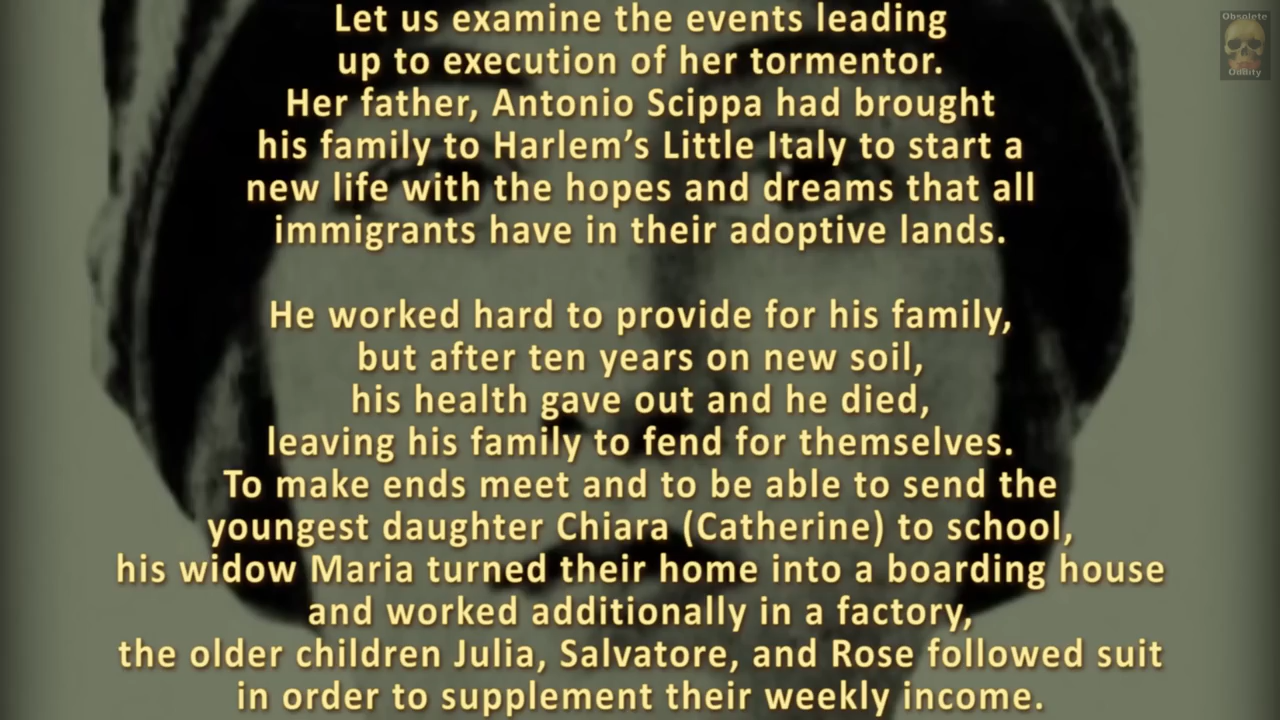 Obsolete
Oddity
Let us examine the events leading
up to execution of her tormentor.
Her father, Antonio Scippa had brought
his family to Harlem’s Little Italy to start a
new life with the hopes and dreams that all
immigrants have in their adoptive lands.
He worked hard to provide for his family,
but after ten years on new soil,
his health gave out and he died,
leaving his family to fend for themselves.
To make ends meet and to be able to send the
youngest daughter Chiara (Catherine) to school,
his widow Maria turned their home into a boarding house
and worked additionally in a factory,
the older children Julia, Salvatore, and Rose followed suit
in order to supplement their weekly income.